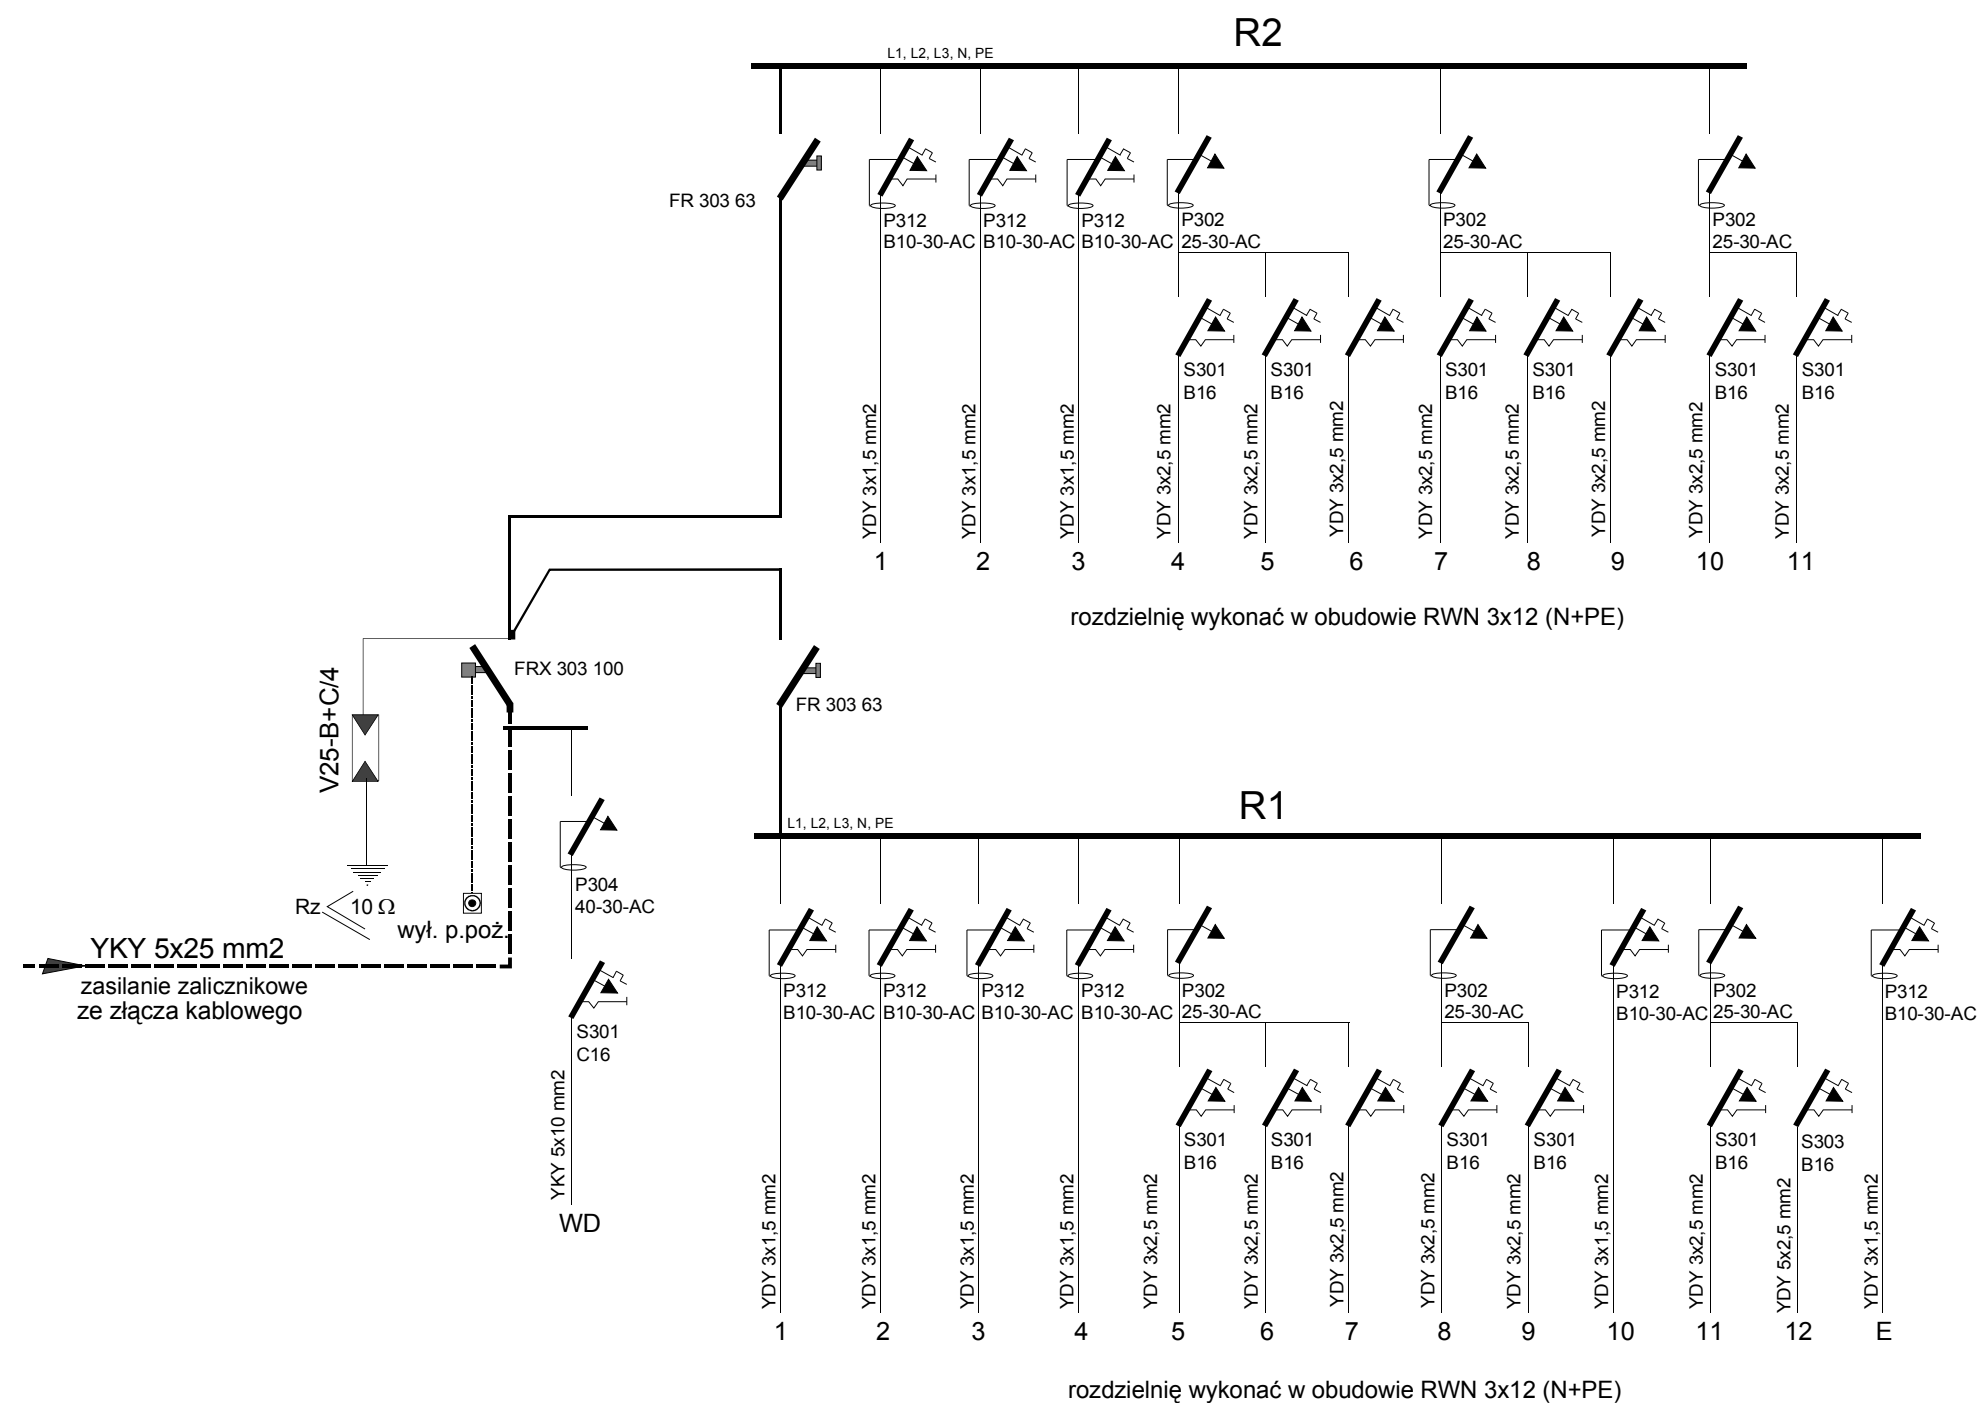 R2
L1, L2, L3, N, PE
FR 303 63
P312
B10-30-AC
P312
B10-30-AC
P312
B10-30-AC
P302
25-30-AC
P302
25-30-AC
P302
25-30-AC
S301
B16
S301
B16
S301
B16
S301
B16
S301
B16
S301
B16
YDY 3x1,5 mm2
YDY 3x1,5 mm2
YDY 3x1,5 mm2
YDY 3x2,5 mm2
YDY 3x2,5 mm2
YDY 3x2,5 mm2
YDY 3x2,5 mm2
YDY 3x2,5 mm2
YDY 3x2,5 mm2
YDY 3x2,5 mm2
YDY 3x2,5 mm2
1 2 3 4 5 6 7 8 9 10 11
rozdzielnię wykonać w obudowie RWN 3x12 (N+PE)
FRX 303 100
V25-B+C/4
FR 303 63
Rz 10 Ω
wył. p.poż.
YKY 5x25 mm2
zasilanie zalicznikowe
ze złącza kablowego
P304
40-30-AC
S301
C16
YKY 5x10 mm2
WD
R1
L1, L2, L3, N, PE
P312
B10-30-AC
P312
B10-30-AC
P312
B10-30-AC
P312
B10-30-AC
P302
25-30-AC
P302
25-30-AC
P312
B10-30-AC
P302
25-30-AC
P312
B10-30-AC
S301
B16
S301
B16
S301
B16
S301
B16
S301
B16
S303
B16
YDY 3x1,5 mm2
YDY 3x1,5 mm2
YDY 3x1,5 mm2
YDY 3x1,5 mm2
YDY 3x2,5 mm2
YDY 3x2,5 mm2
YDY 3x2,5 mm2
YDY 3x2,5 mm2
YDY 3x2,5 mm2
YDY 3x1,5 mm2
YDY 3x2,5 mm2
YDY 5x2,5 mm2
YDY 3x1,5 mm2
1 2 3 4 5 6 7 8 9 10 11 12 E
rozdzielnię wykonać w obudowie RWN 3x12 (N+PE)